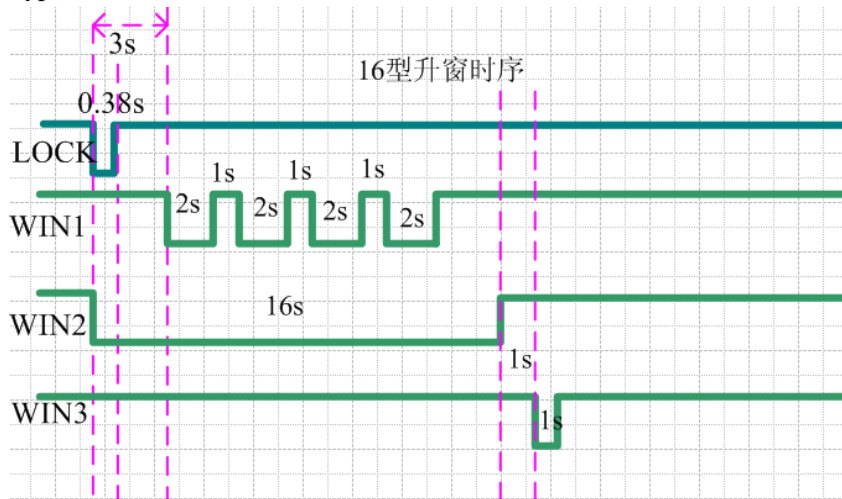 3s
16型升窗时序
0.38s
LOCK
1s 1s 1s
WIN1 2s 2s 2s 2s
WIN2 16s
1s
WIN3 1s